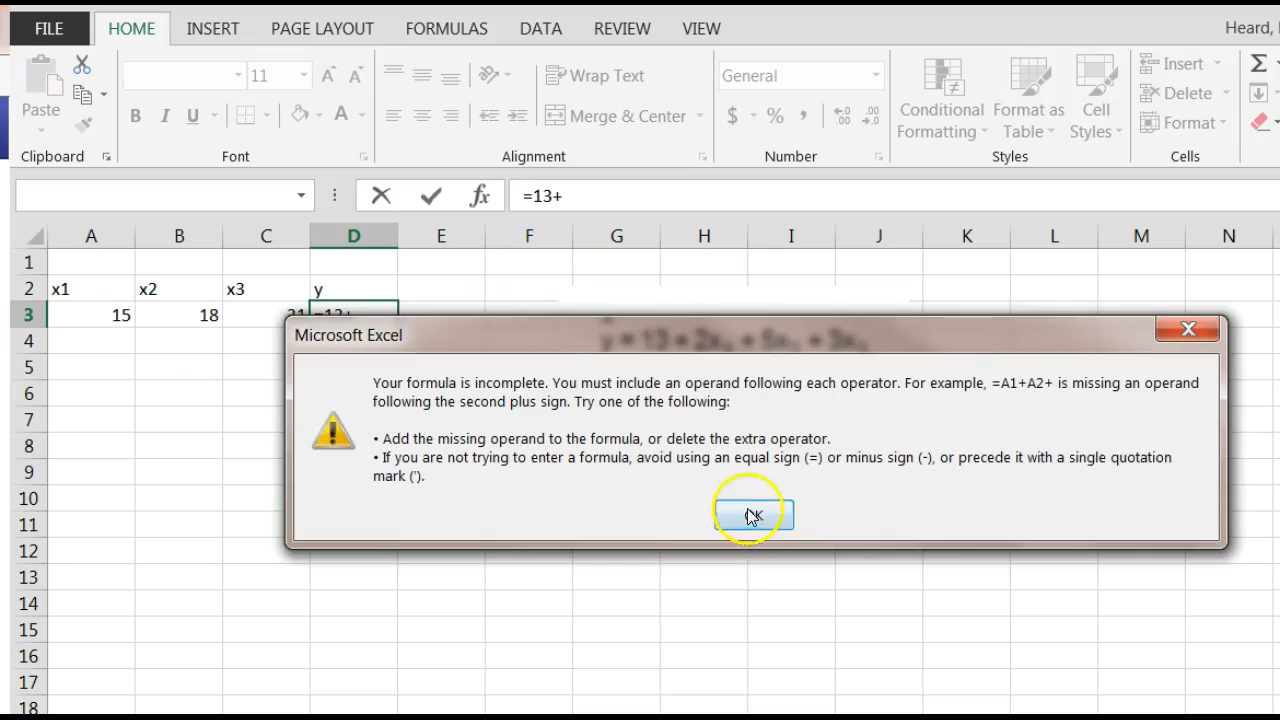 FILE HOME INSERT PAGE LAYOUT FORMULAS DATA REVIEW VIEW Heard,
11 Wrap Text General Insert
Paste Conditional Format as Cell Delete
B I U A Merge & Center $ % , Formatting Table Styles Format
Clipboard Font Alignment Number Styles Cells
fx =13+
A B C D E F G H I J K L M N
1
2 x1 x2 x3 y
3 15 18 =13+
Microsoft Excel
4
5
6
7
8
9
10
11
12
13
14
15
16
17
18
Your formula is incomplete. You must include an operand following each operator. For example, =A1+A2+ is missing an operand
following the second plus sign. Try one of the following:
• Add the missing operand to the formula, or delete the extra operator.
• If you are not trying to enter a formula, avoid using an equal sign (=) or minus sign (-), or precede it with a single quotation
mark (').
OK